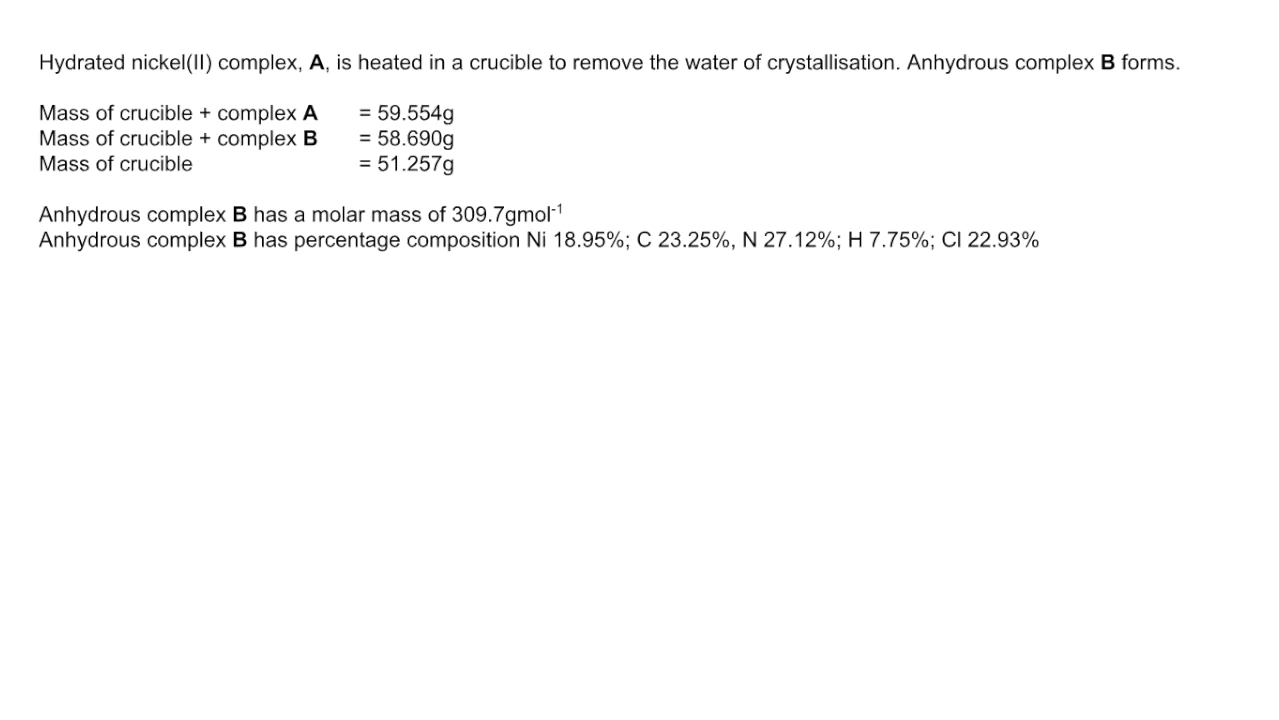 Hydrated nickel(II) complex, A, is heated in a crucible to remove the water of crystallisation. Anhydrous complex B forms.
Mass of crucible + complex A = 59.554g
Mass of crucible + complex B = 58.690g
Mass of crucible = 51.257g
Anhydrous complex B has a molar mass of 309.7gmol⁻¹
Anhydrous complex B has percentage composition Ni 18.95%; C 23.25%, N 27.12%; H 7.75%; Cl 22.93%